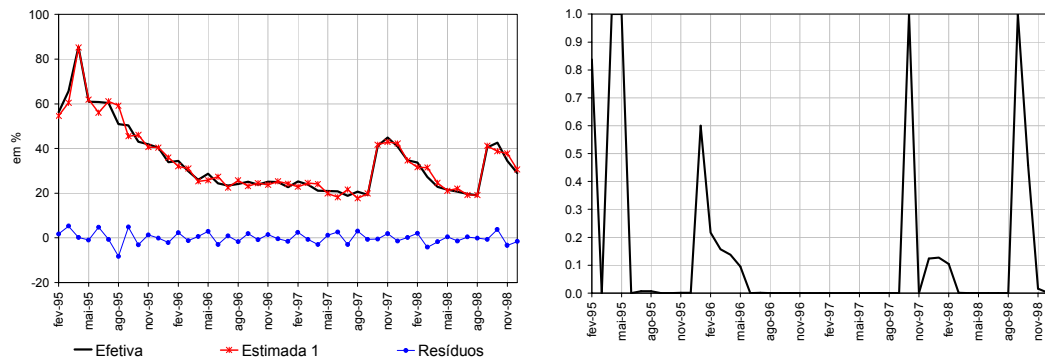 100
80
60
40
20
0
-20
em %
fev-95
mai-95
ago-95
nov-95
fev-96
mai-96
ago-96
nov-96
fev-97
mai-97
ago-97
nov-97
fev-98
mai-98
ago-98
nov-98
Efetiva Estimada 1 Resíduos
1.0
0.9
0.8
0.7
0.6
0.5
0.4
0.3
0.2
0.1
0.0
fev-95
mai-95
ago-95
nov-95
fev-96
mai-96
ago-96
nov-96
fev-97
mai-97
ago-97
nov-97
fev-98
mai-98
ago-98
nov-98